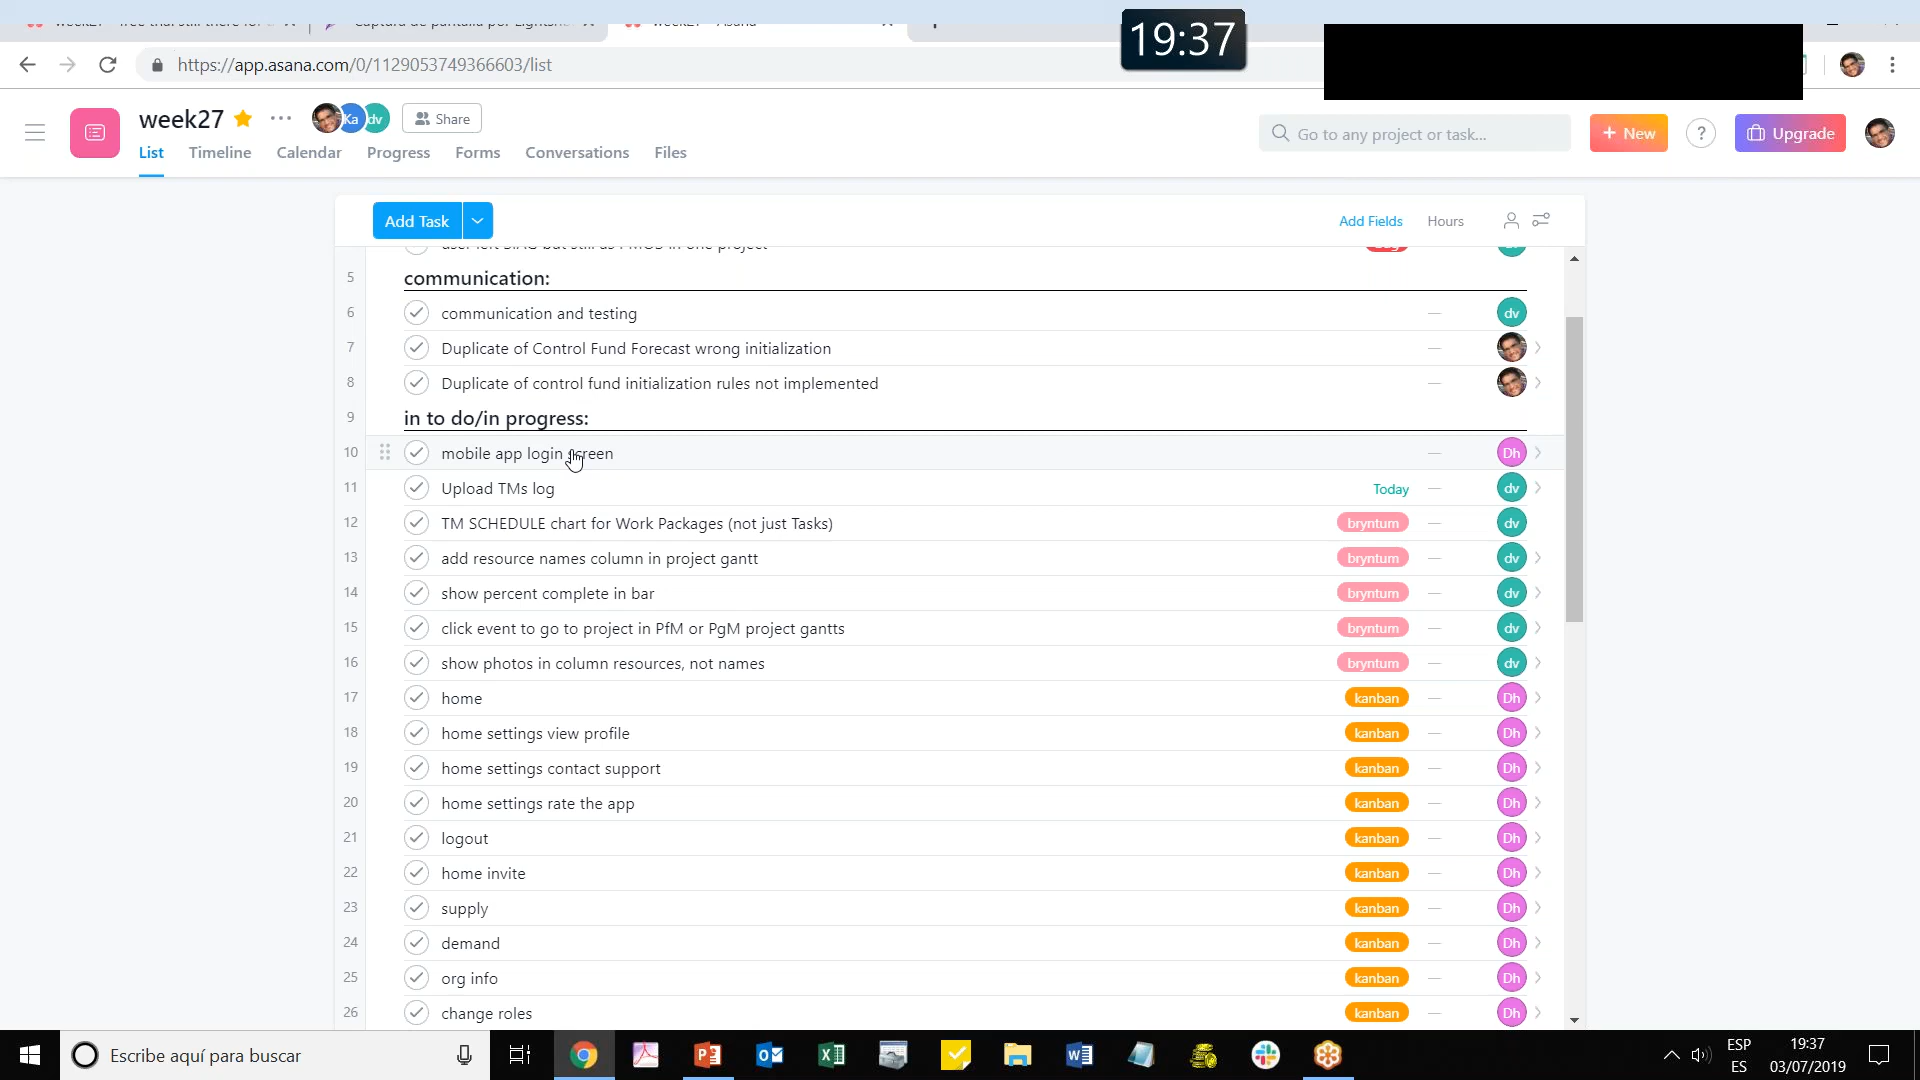 19:37
https://app.asana.com/0/1129053749366603/list
week27
Ka
dv
Share
Go to any project or task...
+ New
?
Upgrade
List
Timeline
Calendar
Progress
Forms
Conversations
Files
Add Task
Add Fields
Hours
5 communication:
6 communication and testing — dv
7 Duplicate of Control Fund Forecast wrong initialization —
8 Duplicate of control fund initialization rules not implemented —
9 in to do/in progress:
10 mobile app login screen — Dh
11 Upload TMs log Today — dv
12 TM SCHEDULE chart for Work Packages (not just Tasks) bryntum — dv
13 add resource names column in project gantt bryntum — dv
14 show percent complete in bar bryntum — dv
15 click event to go to project in PfM or PgM project gantts bryntum — dv
16 show photos in column resources, not names bryntum — dv
17 home kanban — Dh
18 home settings view profile kanban — Dh
19 home settings contact support kanban — Dh
20 home settings rate the app kanban — Dh
21 logout kanban — Dh
22 home invite kanban — Dh
23 supply kanban — Dh
24 demand kanban — Dh
25 org info kanban — Dh
26 change roles kanban — Dh
Escribe aquí para buscar
ESP
ES
19:37
03/07/2019